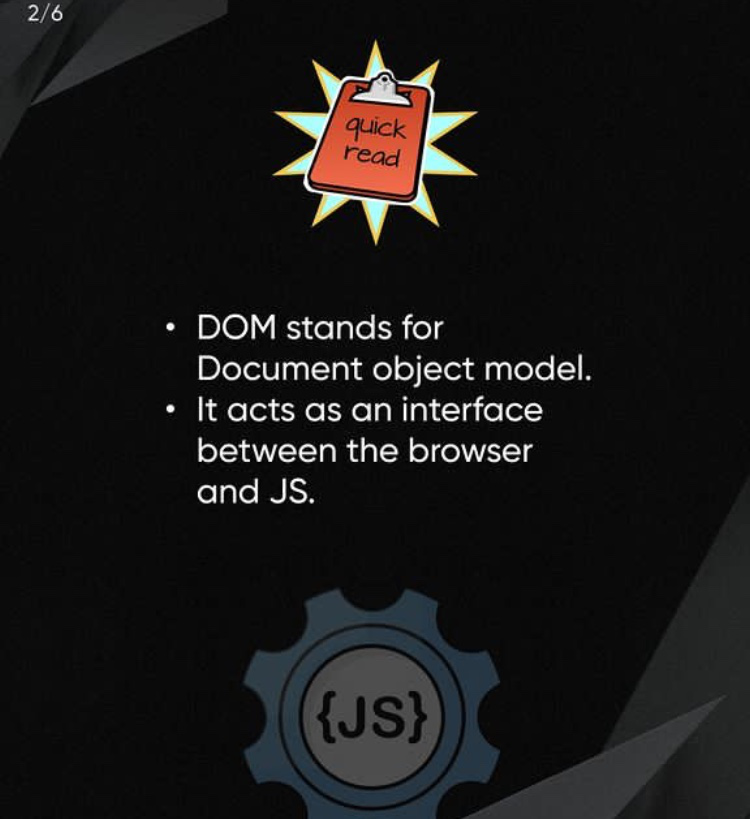 2/6
quick
read
• DOM stands for
Document object model.
• It acts as an interface
between the browser
and JS.
{JS}